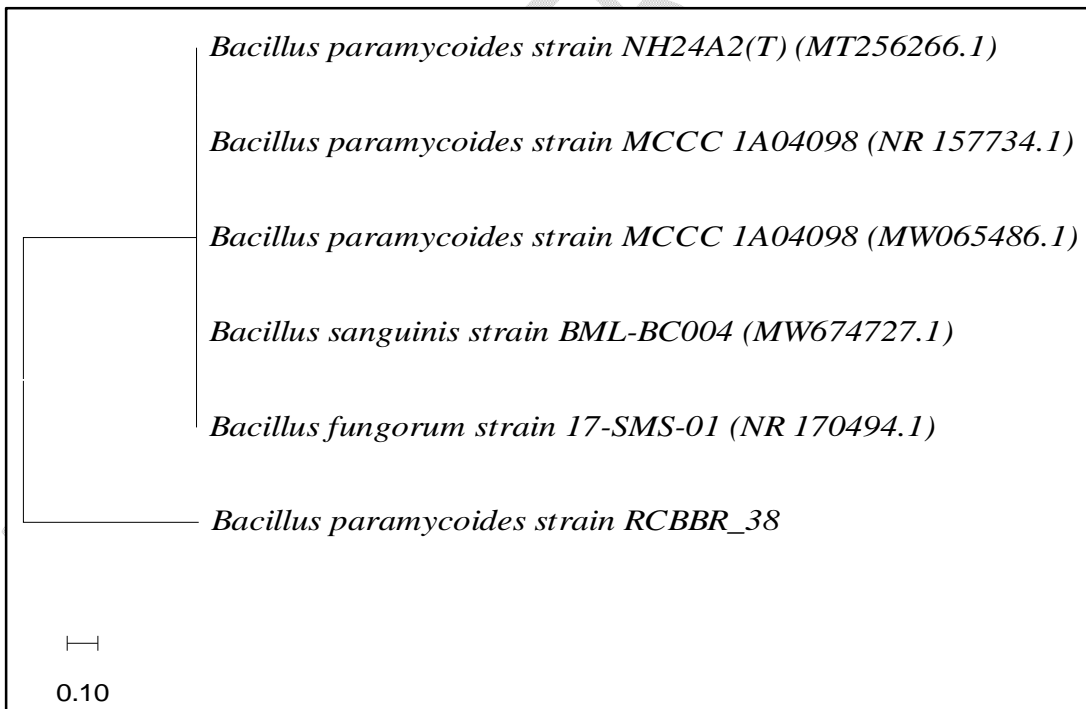 Bacillus paramycoides strain NH24A2(T) (MT256266.1)
Bacillus paramycoides strain MCCC 1A04098 (NR 157734.1)
Bacillus paramycoides strain MCCC 1A04098 (MW065486.1)
Bacillus sanguinis strain BML-BC004 (MW674727.1)
Bacillus fungorum strain 17-SMS-01 (NR 170494.1)
Bacillus paramycoides strain RCBBR_38
0.10